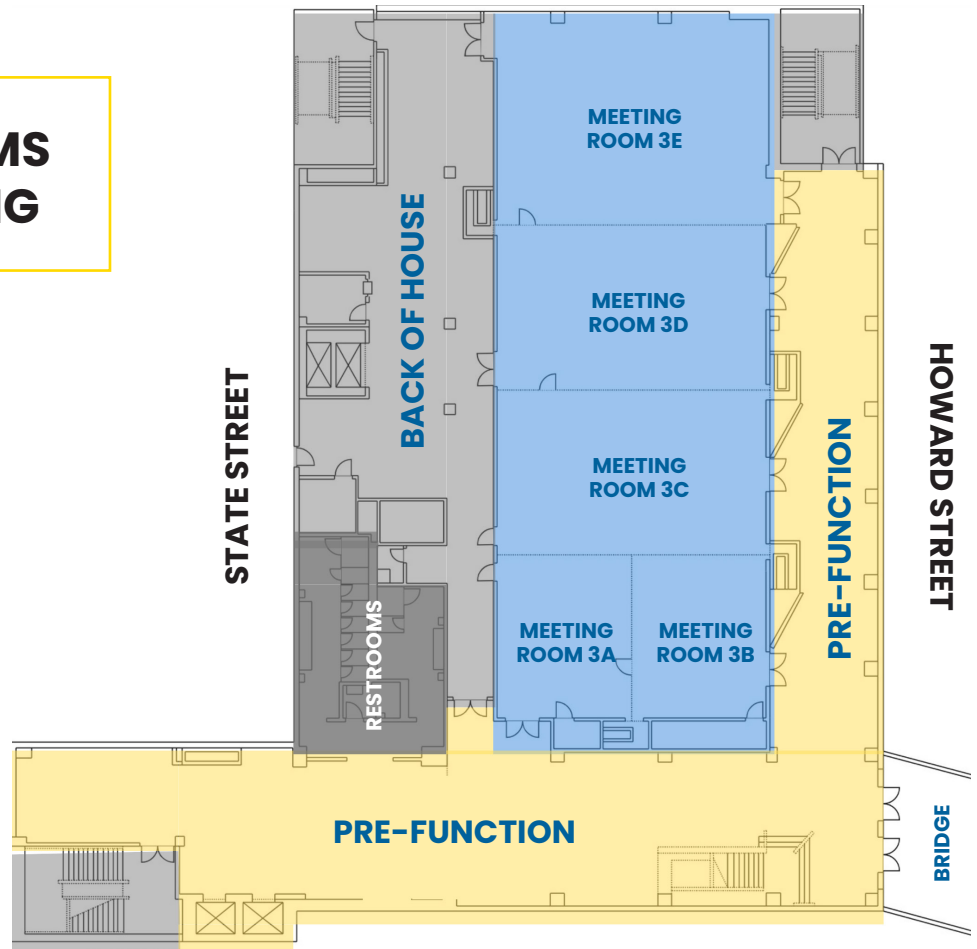 MS
NG
MEETING
ROOM 3E
BACK OF HOUSE
MEETING
ROOM 3D
STATE STREET
HOWARD STREET
MEETING
ROOM 3C
PRE-FUNCTION
RESTROOMS
MEETING
ROOM 3A
MEETING
ROOM 3B
PRE-FUNCTION
BRIDGE